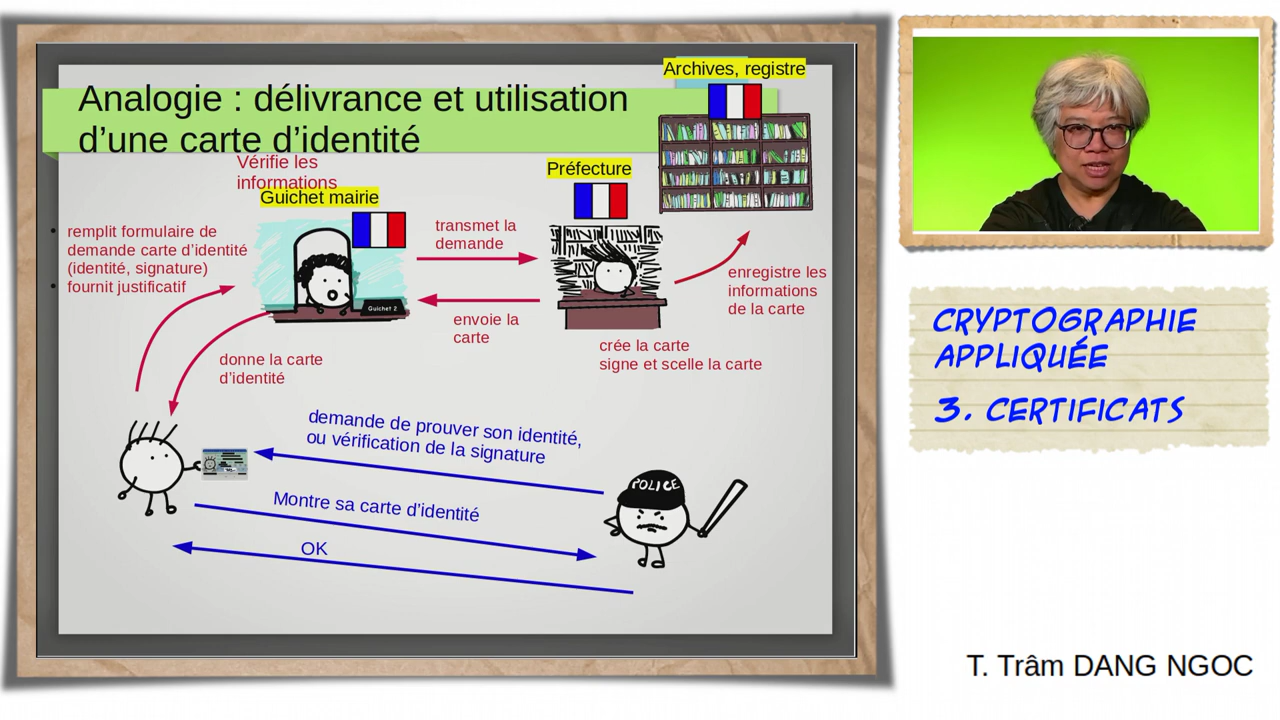 Archives, registre
Analogie : délivrance et utilisation
d’une carte d’identité
Vérifie les
informations
Guichet mairie
Préfecture
• remplit formulaire de
demande carte d’identité
(identité, signature)
• fournit justificatif
transmet la
demande
enregistre les
informations
de la carte
Guichet 2
envoie la
carte
crée la carte
signe et scelle la carte
donne la carte
d’identité
demande de prouver son identité,
ou vérification de la signature
POLICE
Montre sa carte d’identité
OK
CRYPTOGRAPHIE
APPLIQUÉE
3. CERTIFICATS
T. Trâm DANG NGOC